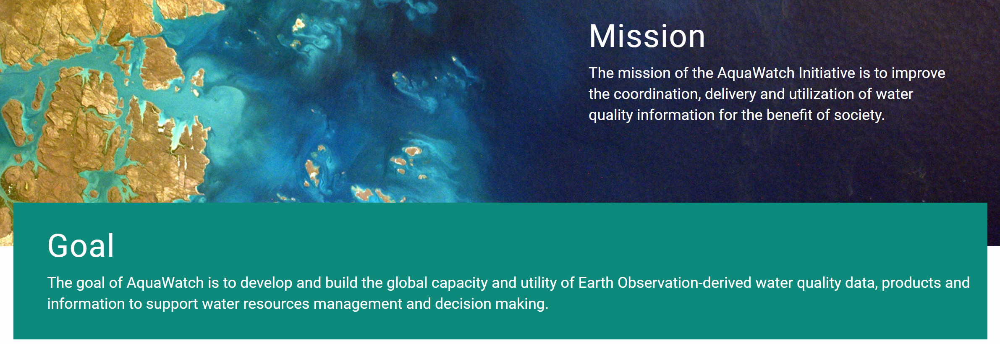 Mission
The mission of the AquaWatch Initiative is to improve
the coordination, delivery and utilization of water
quality information for the benefit of society.
Goal
The goal of AquaWatch is to develop and build the global capacity and utility of Earth Observation-derived water quality data, products and
information to support water resources management and decision making.